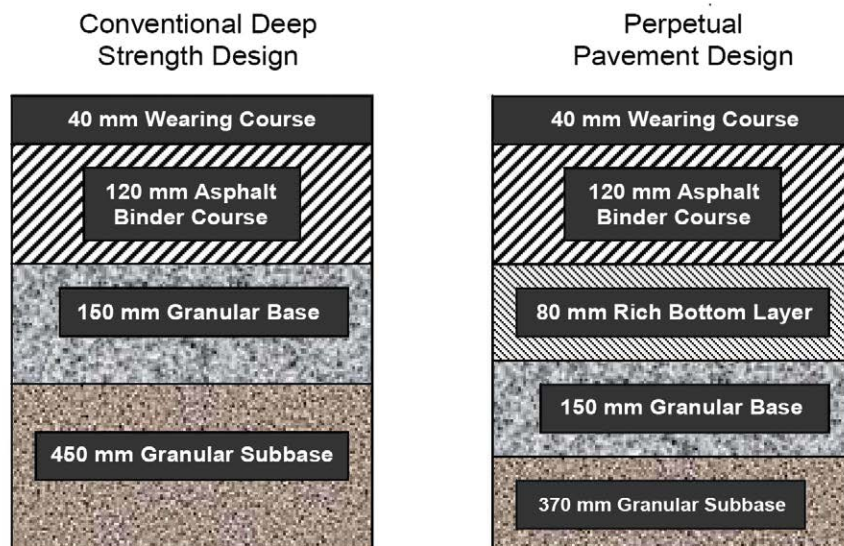 Conventional Deep
Strength Design
40 mm Wearing Course
120 mm Asphalt
Binder Course
150 mm Granular Base
450 mm Granular Subbase
Perpetual
Pavement Design
40 mm Wearing Course
120 mm Asphalt
Binder Course
80 mm Rich Bottom Layer
150 mm Granular Base
370 mm Granular Subbase